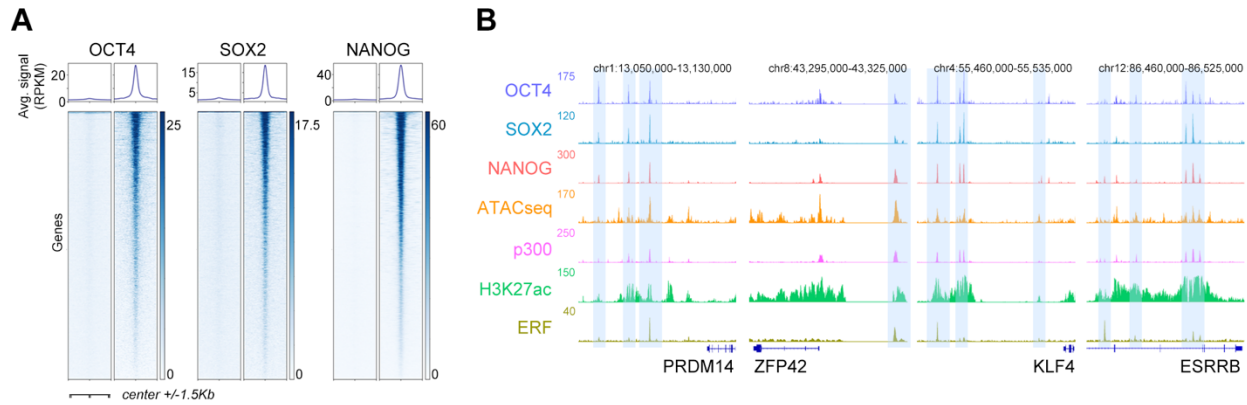 A
OCT4 SOX2 NANOG
Avg. signal
(RPKM)
20
0
15
10
5
0
40
20
0
Genes
25
0
17.5
0
60
0
center +/-1.5Kb
B
chr1:13,050,000-13,130,000 chr8:43,295,000-43,325,000 chr4:55,460,000-55,535,000 chr12:86,460,000-86,525,000
175
OCT4
120
SOX2
300
NANOG
170
ATACseq
250
p300
150
H3K27ac
40
ERF
PRDM14 ZFP42 KLF4 ESRRB